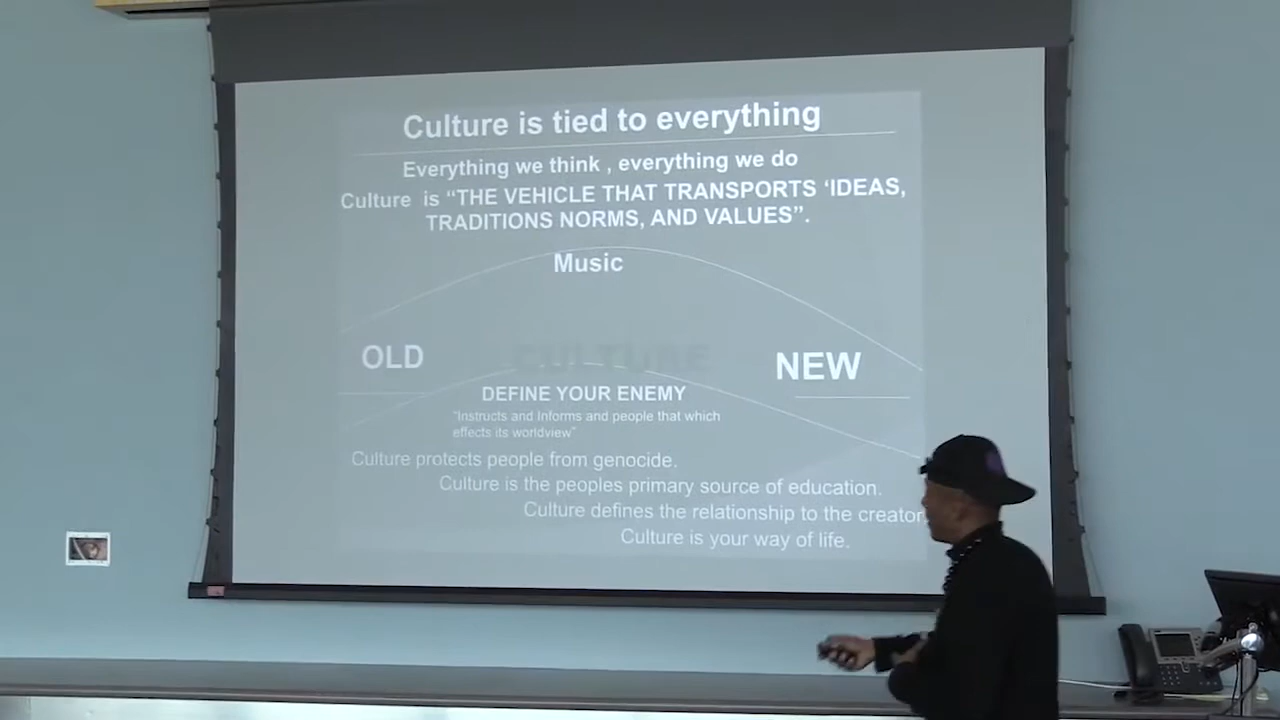 Culture is tied to everything
Everything we think , everything we do
Culture is “THE VEHICLE THAT TRANSPORTS ‘IDEAS,
TRADITIONS NORMS, AND VALUES”.
Music
OLD
CULTURE
NEW
DEFINE YOUR ENEMY
"Instructs and Informs and people that which
effects its worldview"
Culture protects people from genocide.
Culture is the peoples primary source of education.
Culture defines the relationship to the creator
Culture is your way of life.